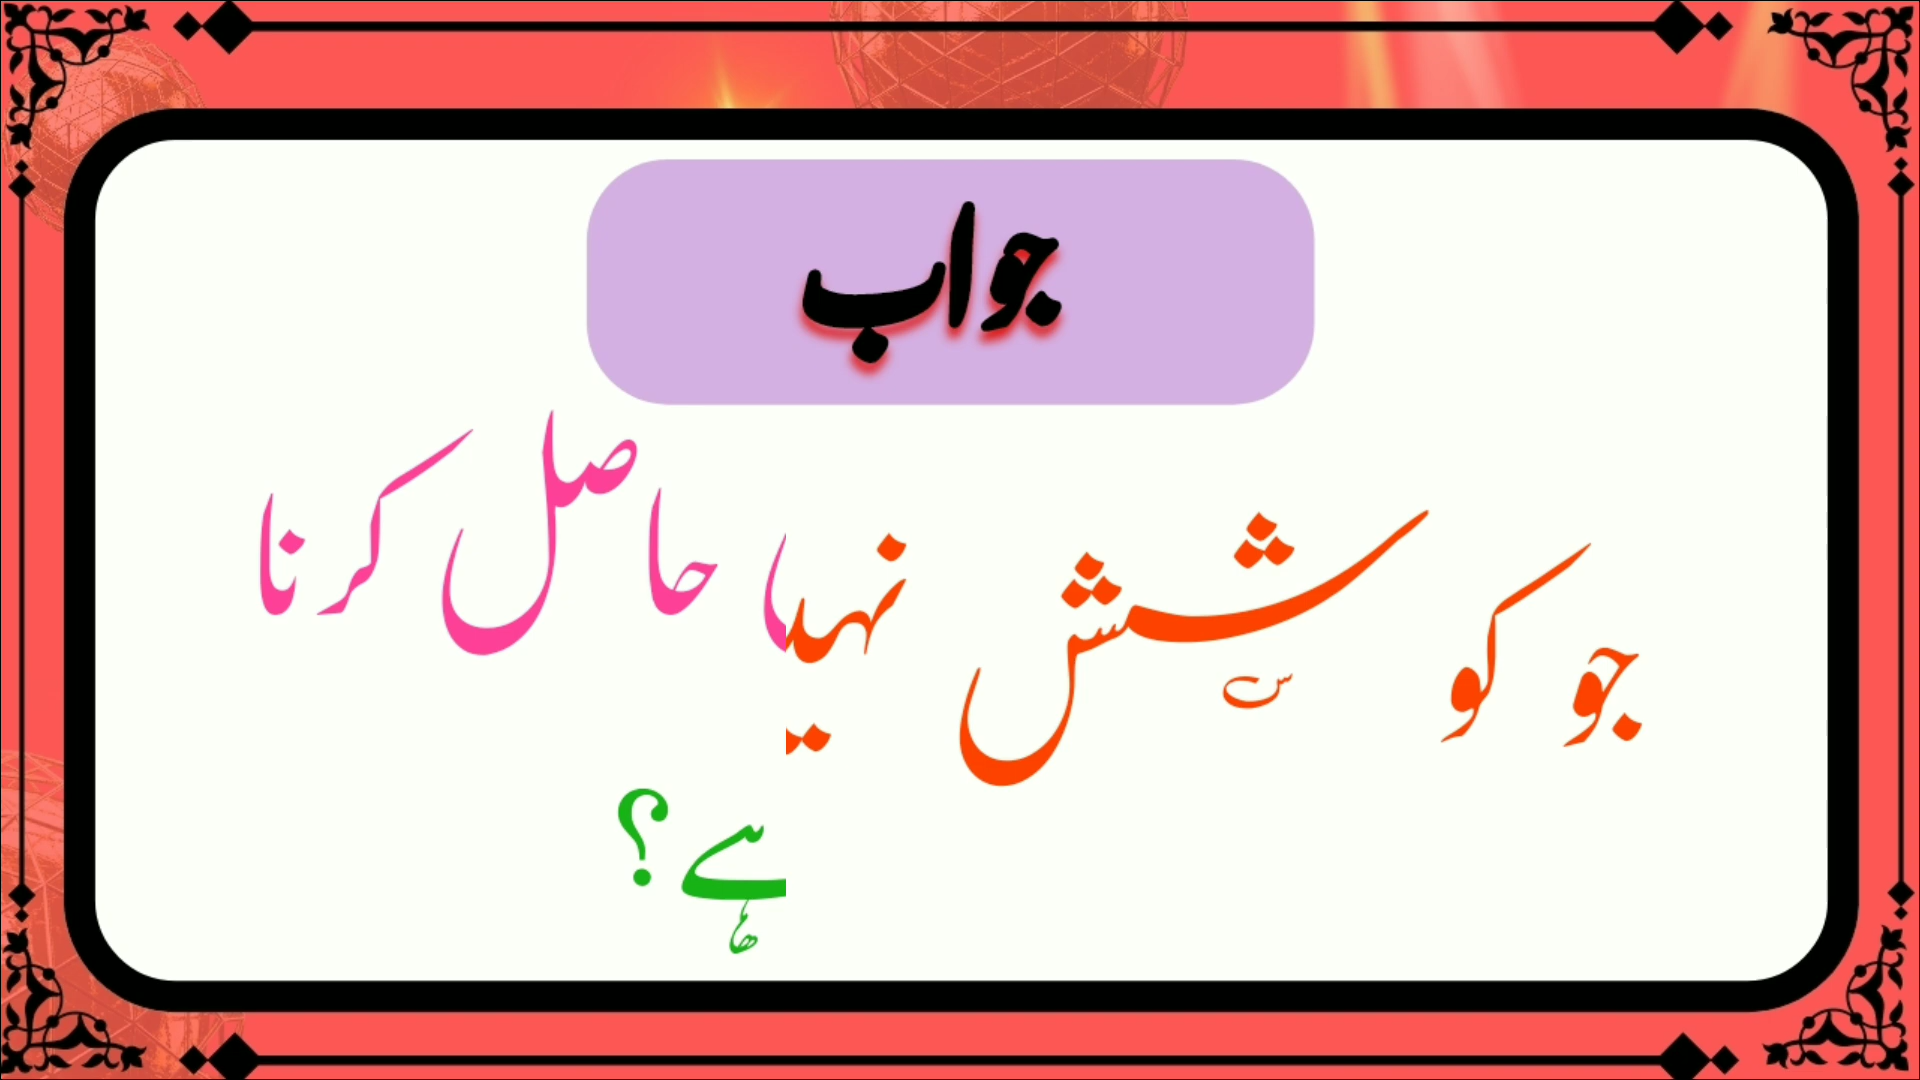 جواب
جو کوشش نہیں حاصل کرنا
ہے؟